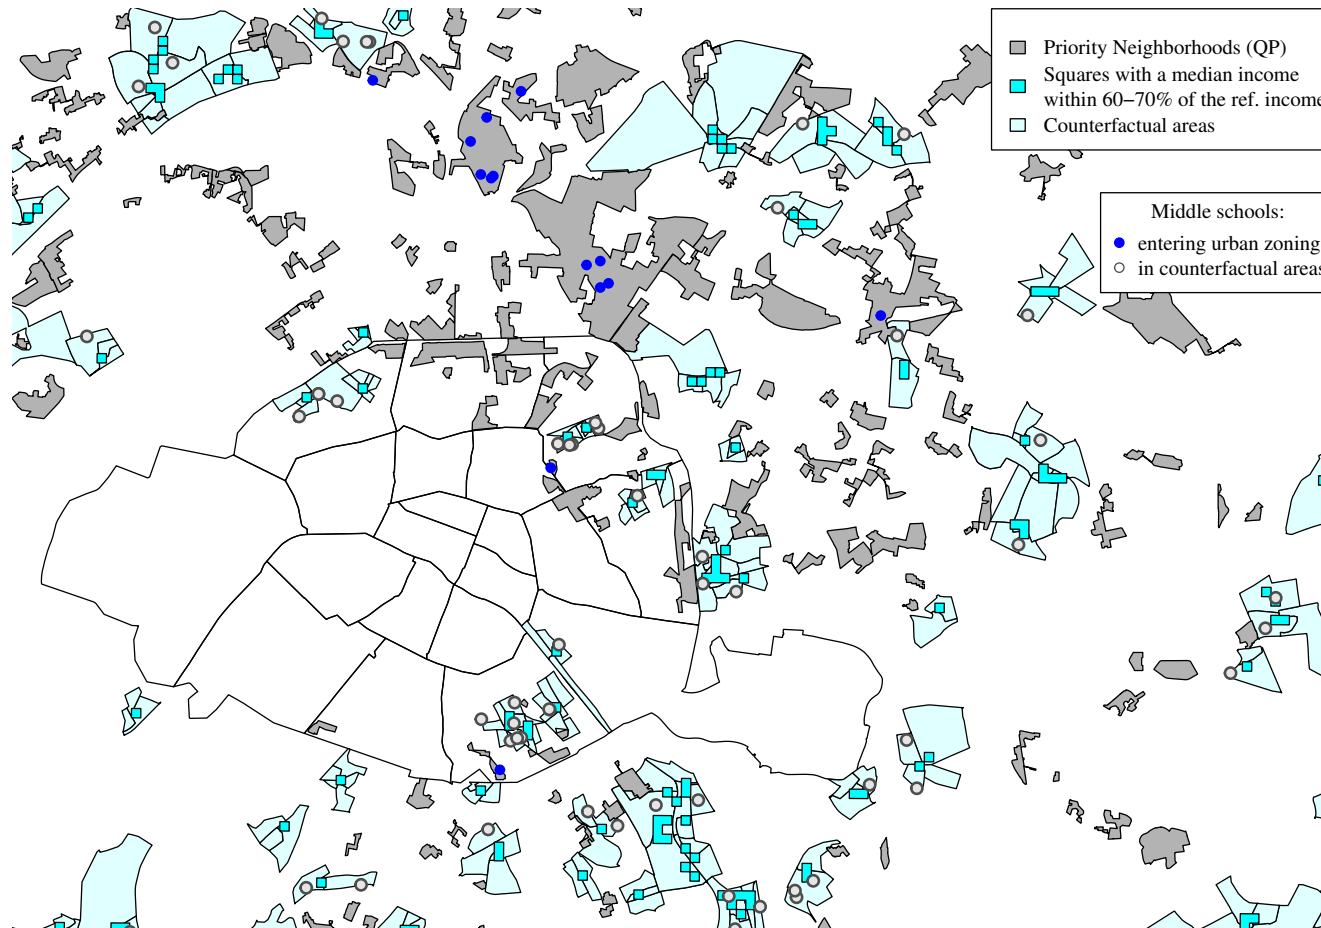 Priority Neighborhoods (QP)
Squares with a median income
within 60−70% of the ref. income
Counterfactual areas
Middle schools:
entering urban zoning
in counterfactual areas